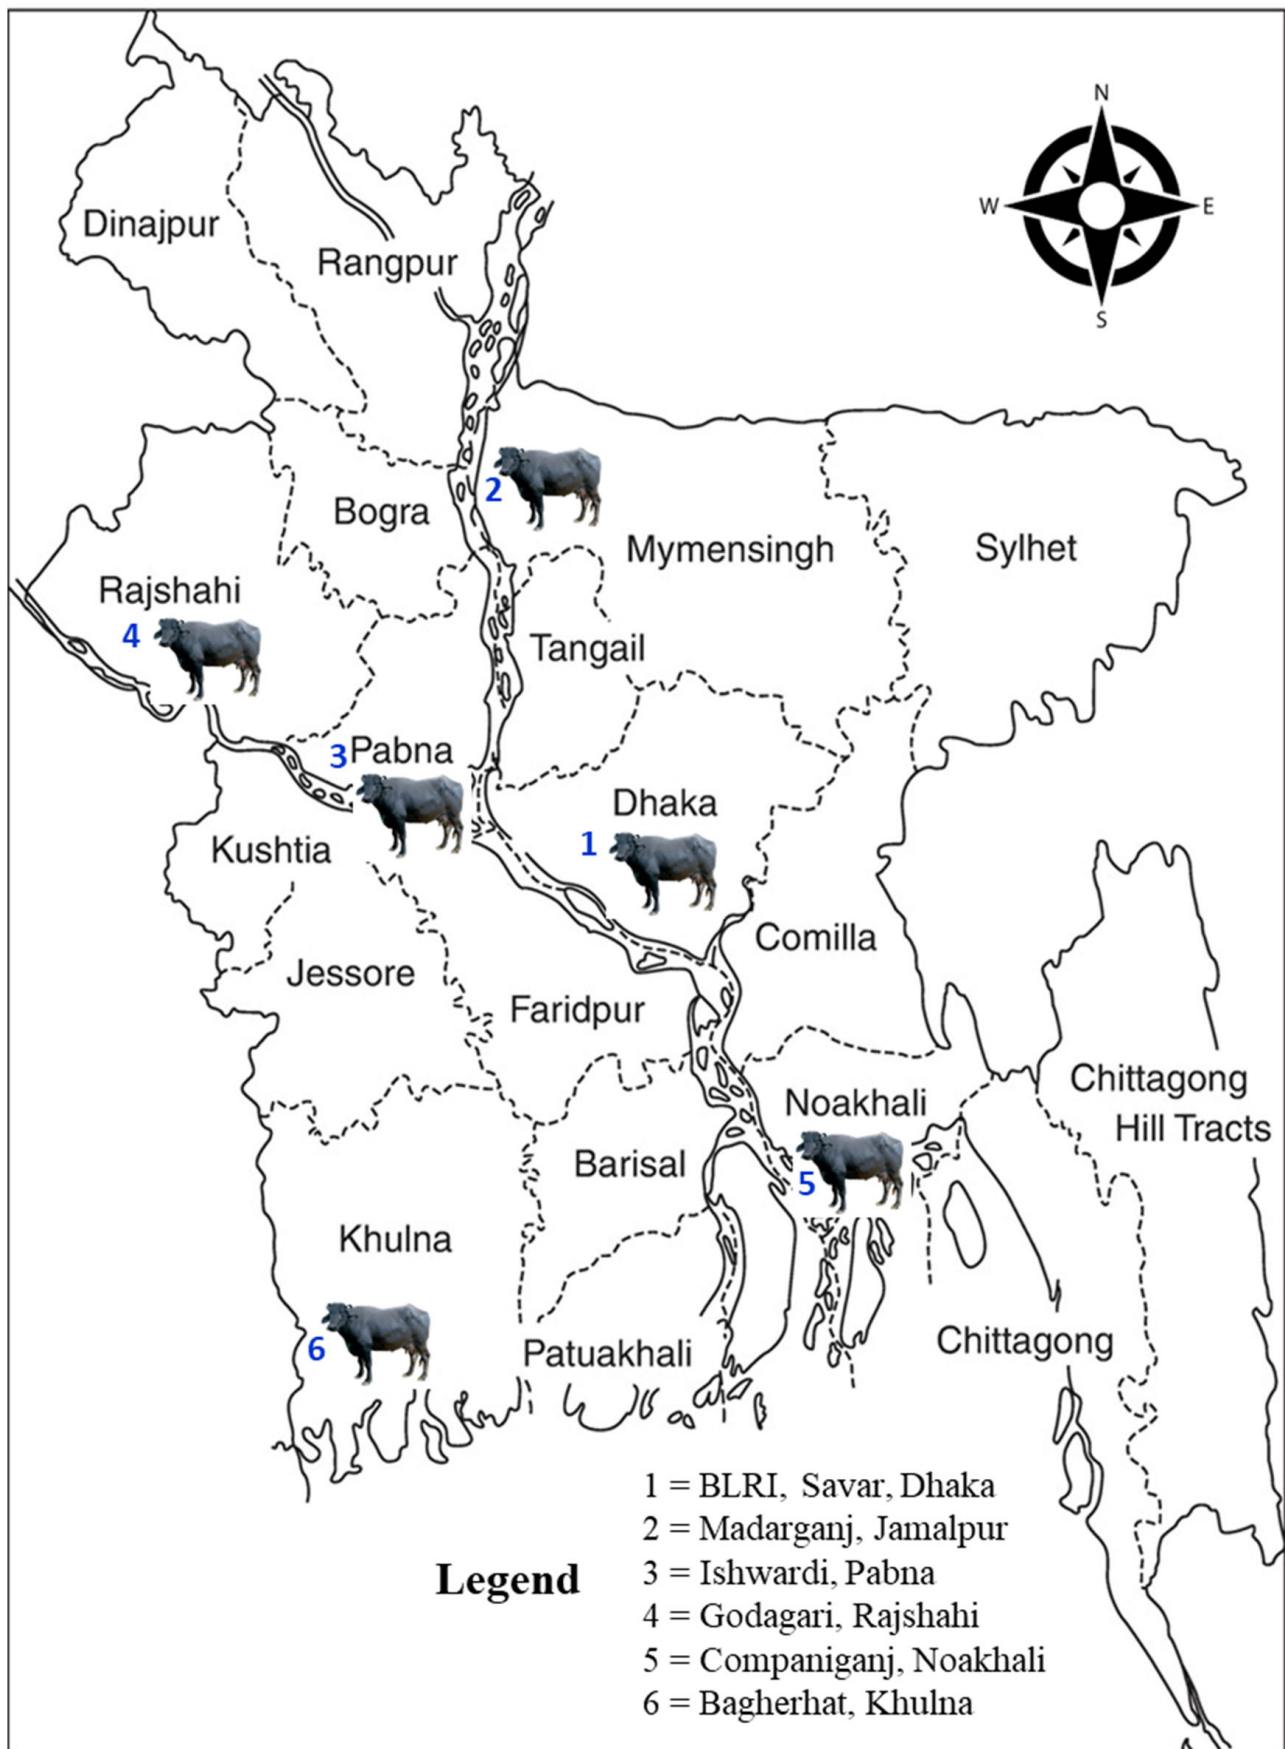 N
W E
S
Dinajpur
Rangpur
2
Bogra
Mymensingh
Sylhet
Rajshahi
4
Tangail
3 Pabna
Dhaka
1
Kushtia
Comilla
Jessore
Faridpur
Chittagong
Hill Tracts
Noakhali
5
Barisal
Khulna
6
Patuakhali
Chittagong
Legend
1 = BLRI, Savar, Dhaka
2 = Madarganj, Jamalpur
3 = Ishwardi, Pabna
4 = Godagari, Rajshahi
5 = Companiganj, Noakhali
6 = Bagherhat, Khulna